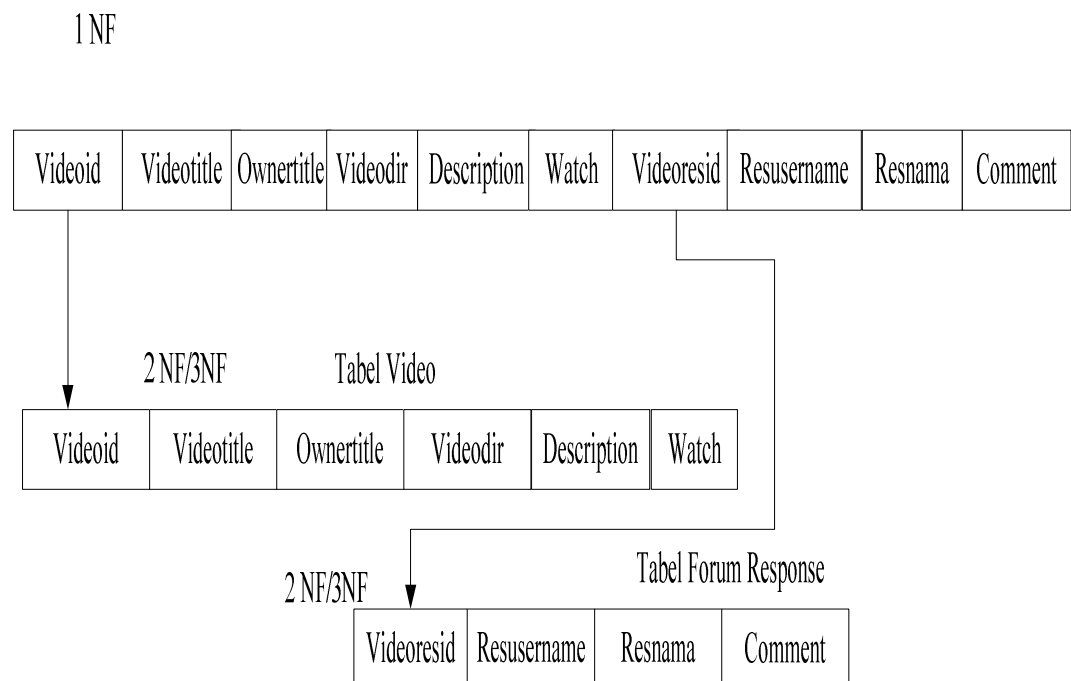 1 NF
Videoid Videotitle Ownertitle Videodir Description Watch Videoresid Resusername Resnama Comment
2 NF/3NF Tabel Video
Videoid Videotitle Ownertitle Videodir Description Watch
2 NF/3NF Tabel Forum Response
Videoresid Resusername Resnama Comment